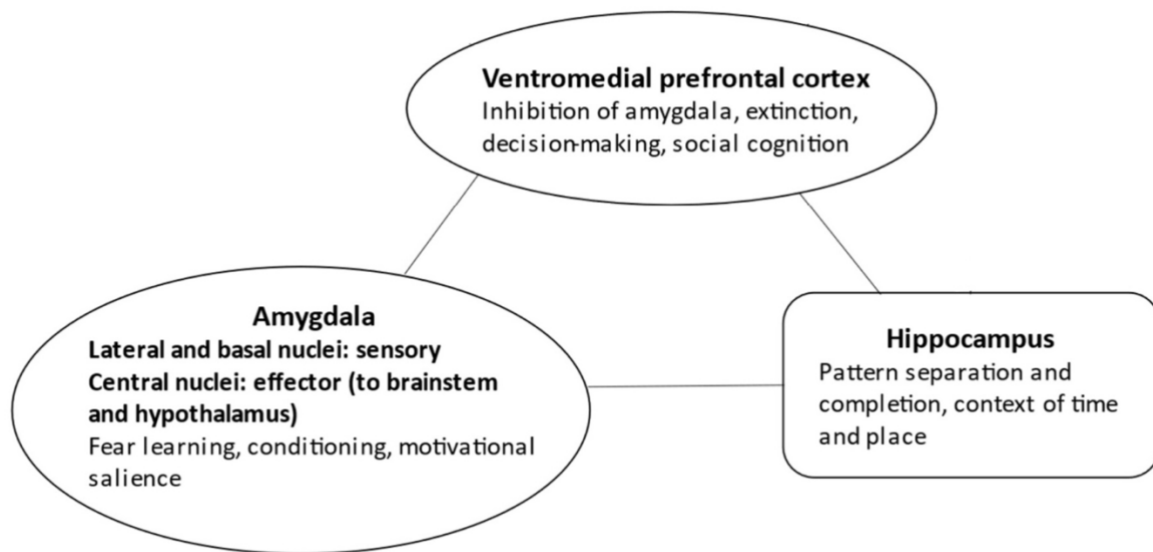 Ventromedial prefrontal cortex
Inhibition of amygdala, extinction,
decision-making, social cognition
Amygdala
Lateral and basal nuclei: sensory
Central nuclei: effector (to brainstem
and hypothalamus)
Fear learning, conditioning, motivational
salience
Hippocampus
Pattern separation and
completion, context of time
and place